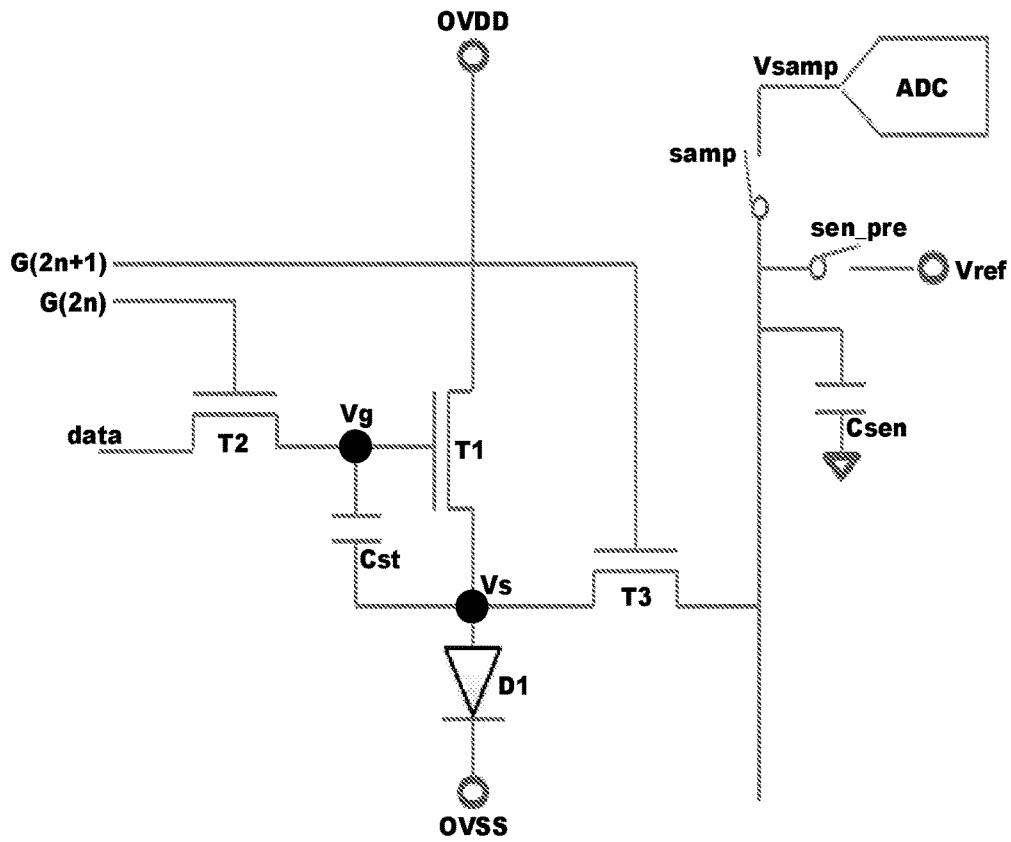 OVDD
Vsamp
ADC
samp
sen_pre
G(2n+1)
Vref
G(2n)
Vg
data
T2
T1
Csen
Cst
Vs
T3
D1
OVSS